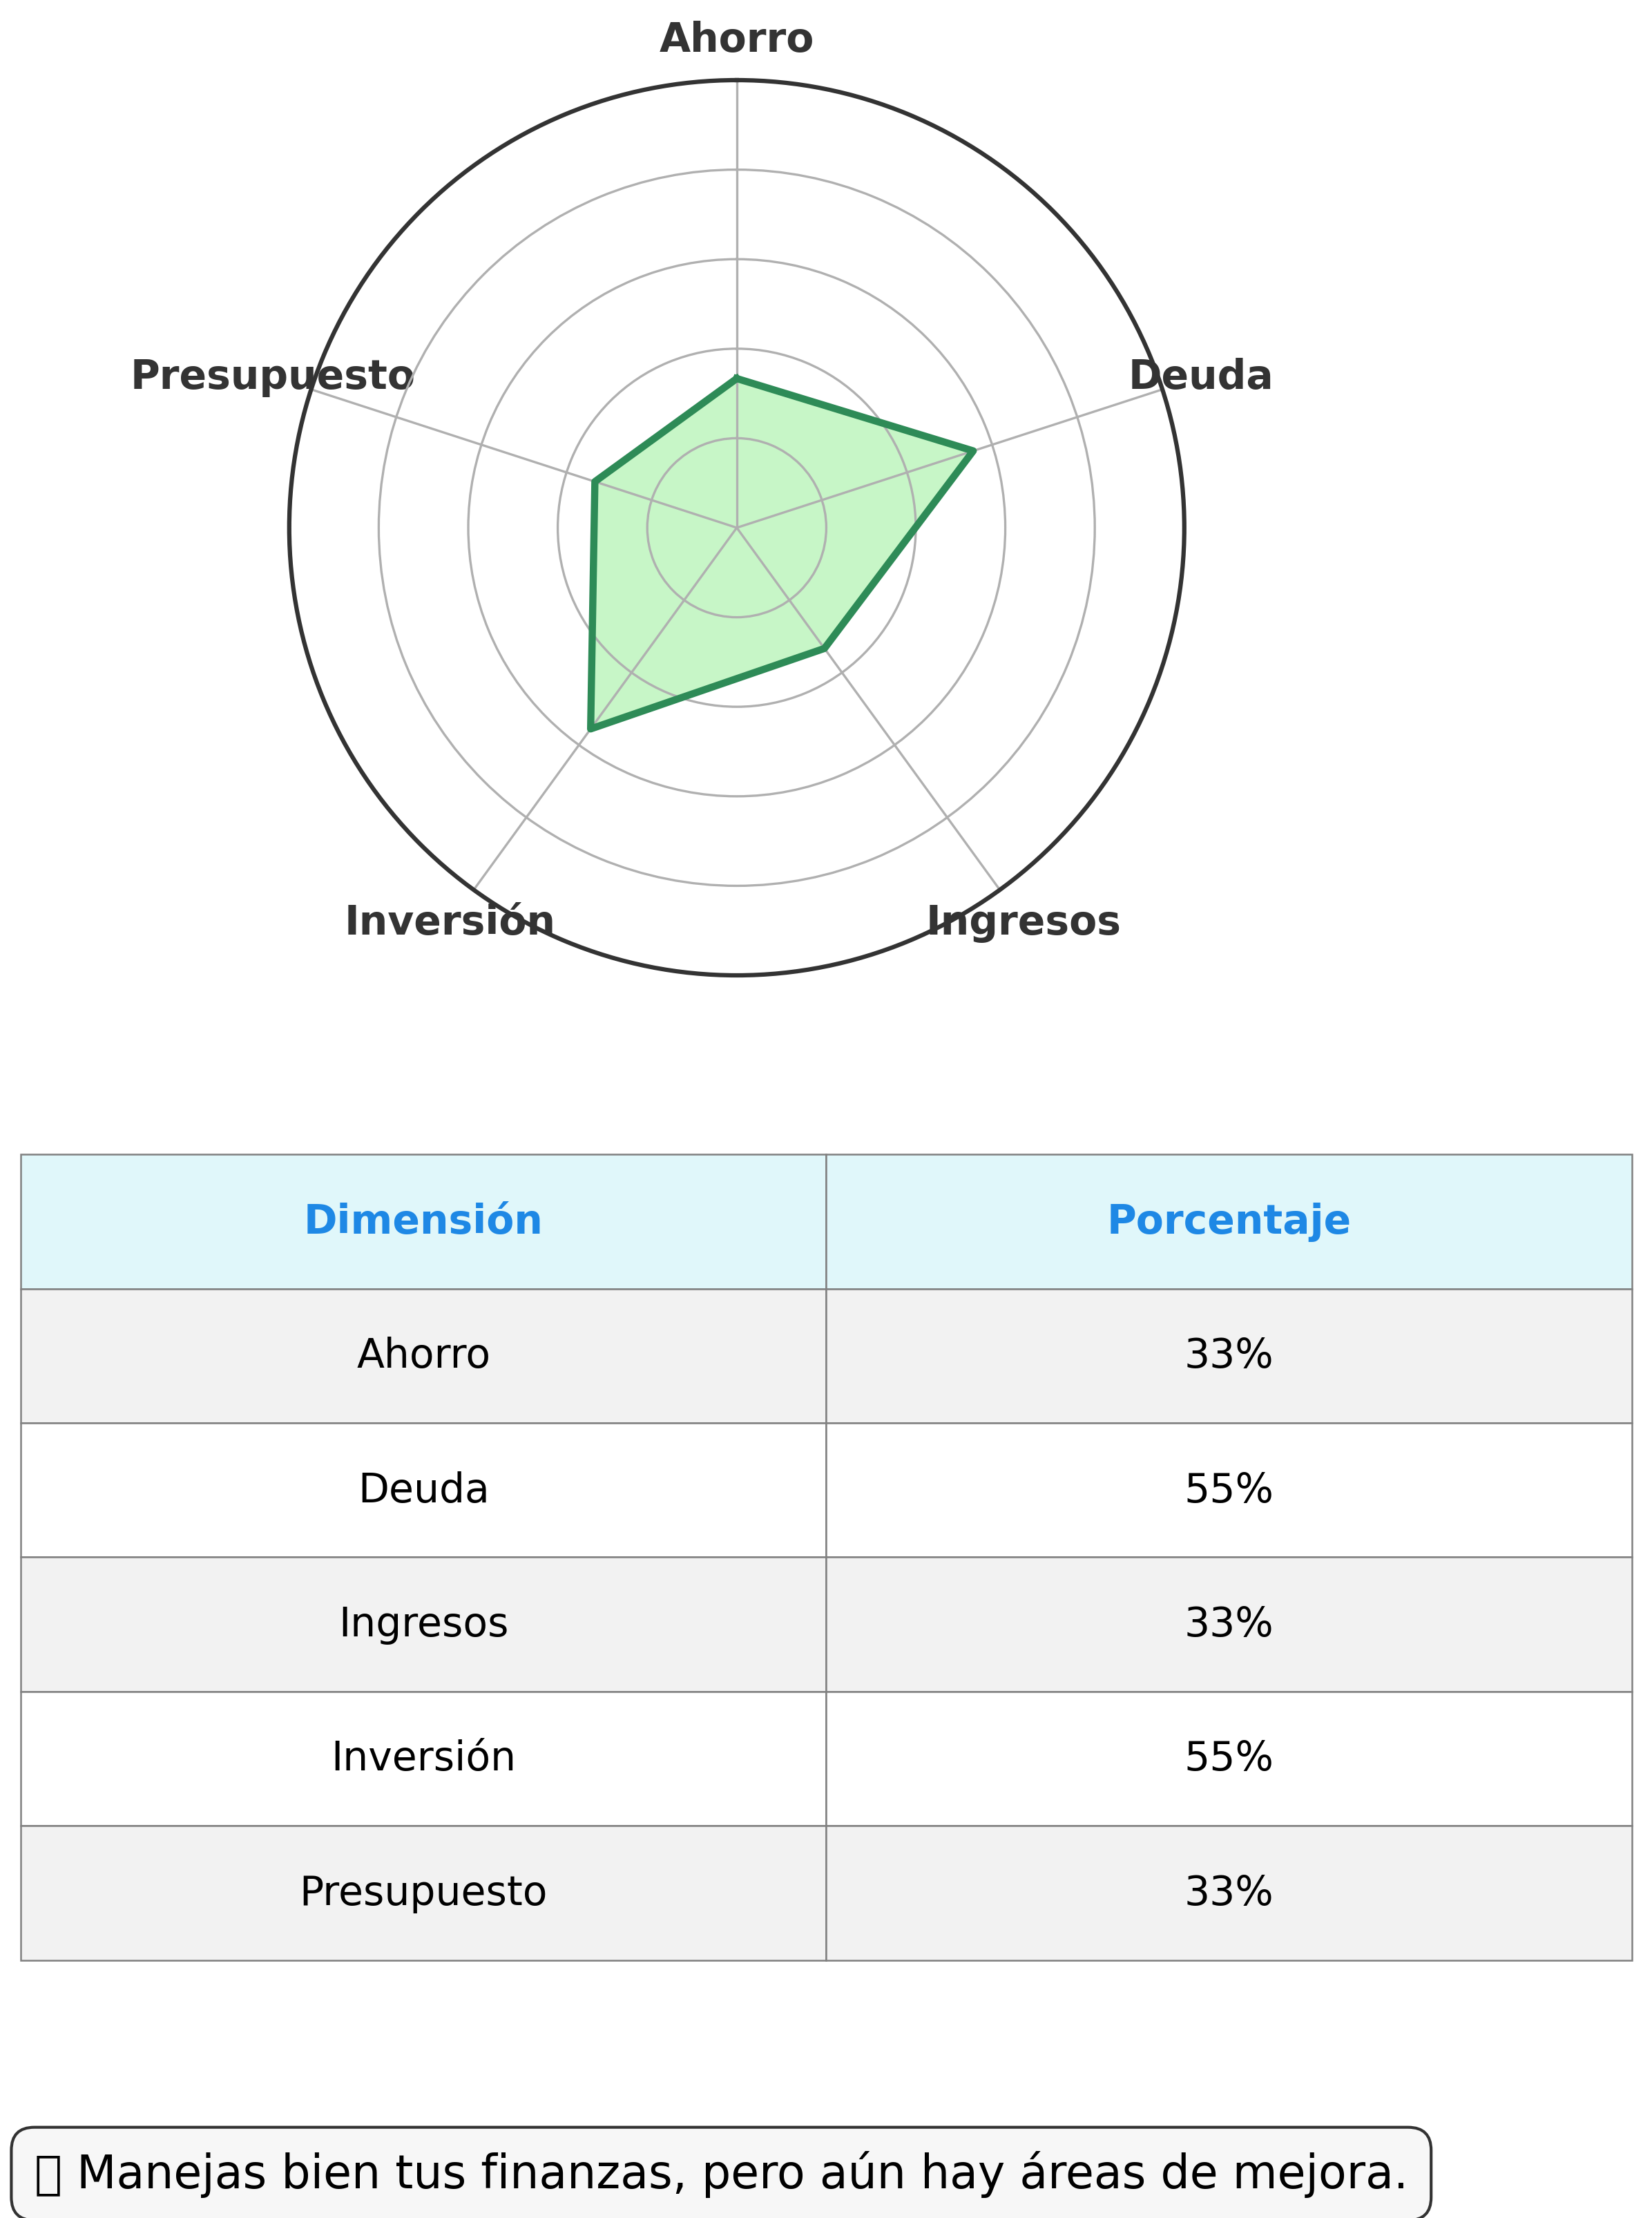 Ahorro
Presupuesto
Deuda
Inversión
Ingresos
Dimensión Porcentaje
Ahorro 33%
Deuda 55%
Ingresos 33%
Inversión 55%
Presupuesto 33%
▯ Manejas bien tus finanzas, pero aún hay áreas de mejora.